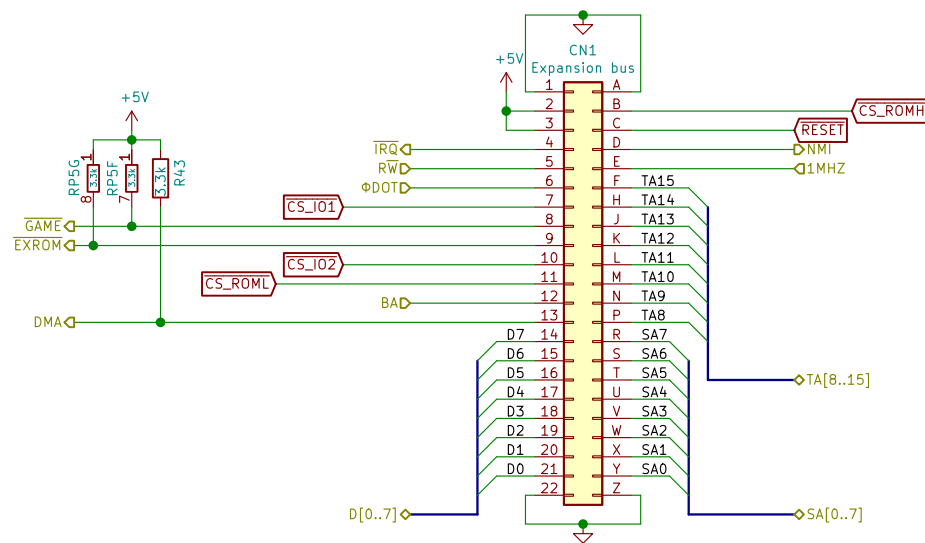 CN1
Expansion bus
+5V
+5V
1 A
2 B CS_ROMH
3 C RESET
IRQ 4 D NMI
RW 5 E 1MHZ
ΦDOT 6 F TA15
CS_IO1 7 H TA14
GAME 8 J TA13
EXROM 9 K TA12
CS_IO2 10 L TA11
CS_ROML 11 M TA10
BA 12 N TA9
DMA 13 P TA8
D7 14 R SA7
D6 15 S SA6
D5 16 T SA5
D4 17 U SA4
D3 18 V SA3
D2 19 W SA2
D1 20 X SA1
D0 21 Y SA0
22 Z
RP5G 3.3k 1 8
RP5F 3.3k 1 7
R43 3.3k
TA[8..15]
D[0..7]
SA[0..7]